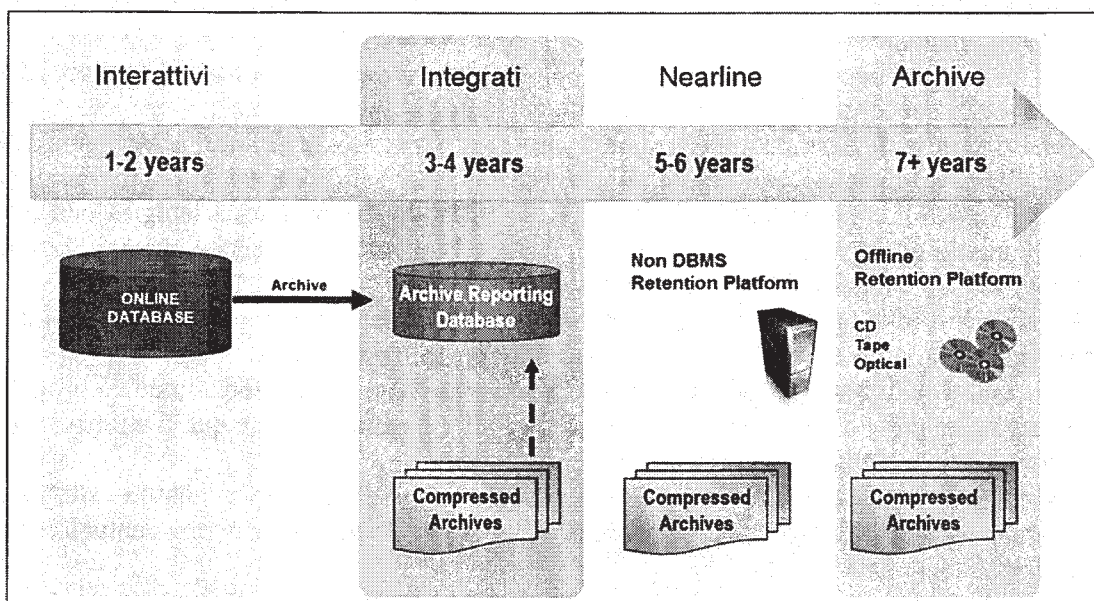 Interattivi
Integrati
Nearline
Archive
1-2 years
3-4 years
5-6 years
7+ years
ONLINE
DATABASE
Archive
Archive Reporting
Database
Non DBMS
Retention Platform
Offline
Retention Platform
CD
Tape
Optical
Compressed
Archives
Compressed
Archives
Compressed
Archives